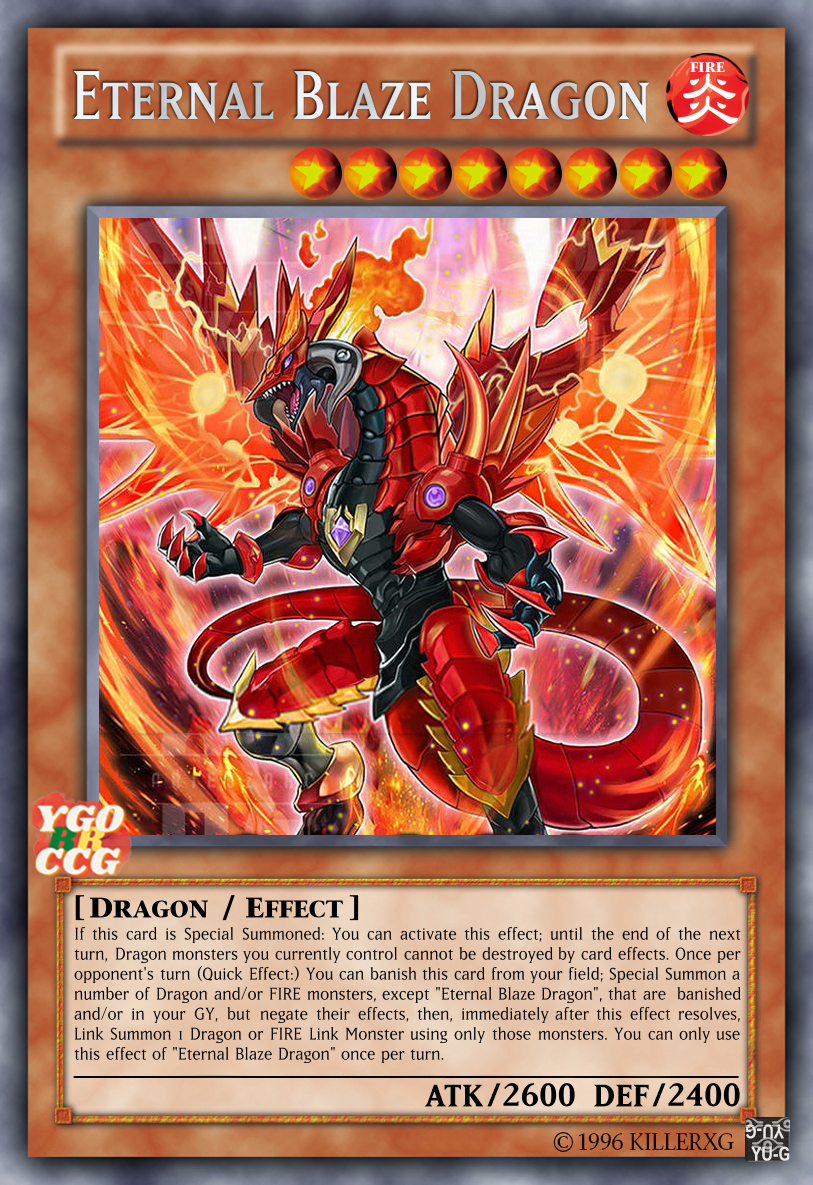 Eternal Blaze Dragon
FIRE
炎
YGO
RR
CCG
[ Dragon / Effect ]
If this card is Special Summoned: You can activate this effect; until the end of the next
turn, Dragon monsters you currently control cannot be destroyed by card effects. Once per
opponent's turn (Quick Effect:) You can banish this card from your field; Special Summon a
number of Dragon and/or FIRE monsters, except "Eternal Blaze Dragon", that are banished
and/or in your GY, but negate their effects, then, immediately after this effect resolves,
Link Summon 1 Dragon or FIRE Link Monster using only those monsters. You can only use
this effect of "Eternal Blaze Dragon" once per turn.
ATK/2600 DEF/2400
© 1996 KILLERXG
YU-G